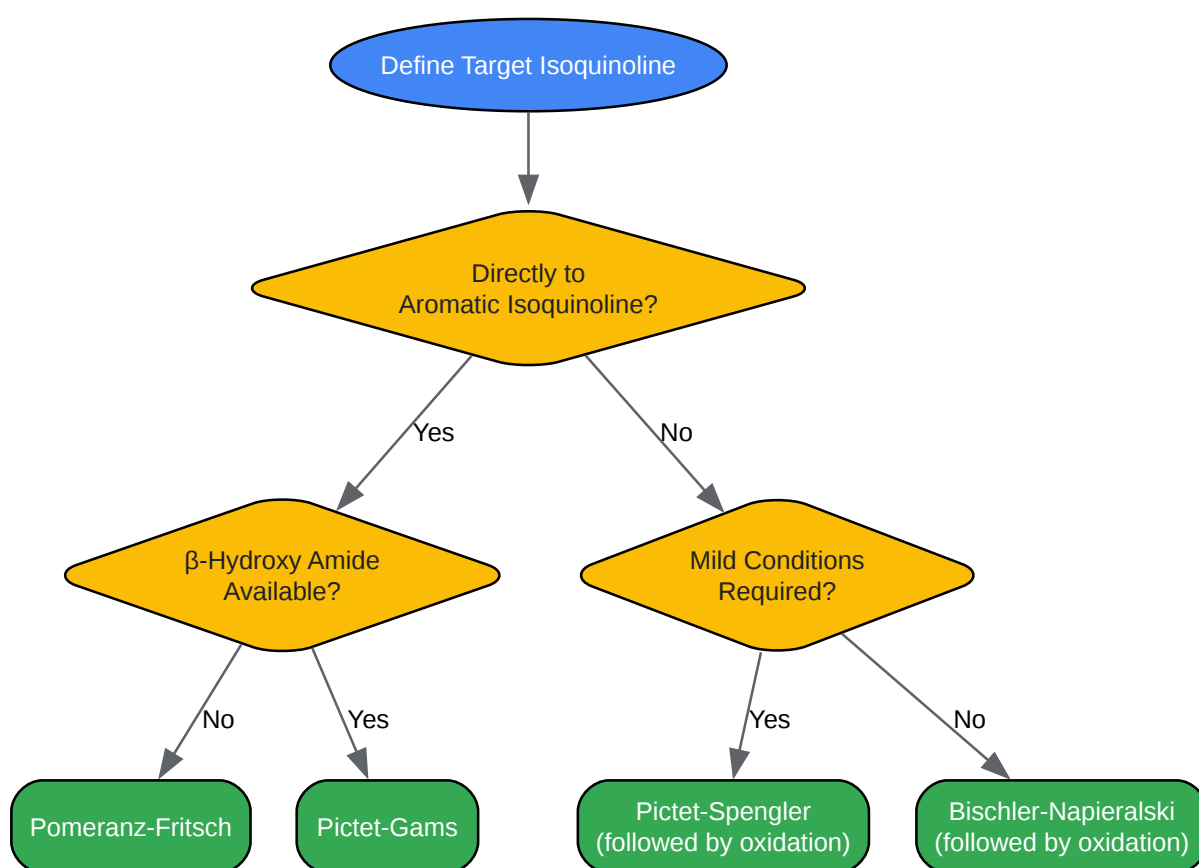 Define Target Isoquinoline
Directly to
Aromatic Isoquinoline?
Yes
No
β-Hydroxy Amide
Available?
Mild Conditions
Required?
No
Yes
Yes
No
Pomeranz-Fritsch
Pictet-Gams
Pictet-Spengler
(followed by oxidation)
Bischler-Napieralski
(followed by oxidation)